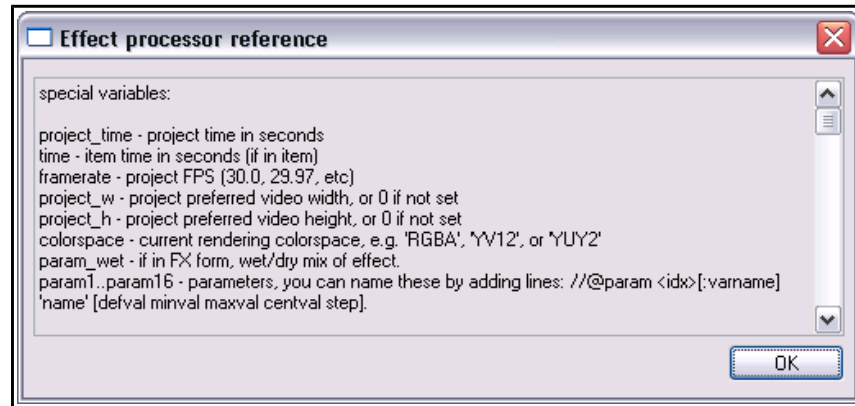 Effect processor reference
special variables:
project_time - project time in seconds
time - item time in seconds (if in item)
framerate - project FPS (30.0, 29.97, etc)
project_w - project preferred video width, or 0 if not set
project_h - project preferred video height, or 0 if not set
colorspace - current rendering colorspace, e.g. 'RGBA', 'YV12', or 'YUY2'
param_wet - if in FX form, wet/dry mix of effect.
param1..param16 - parameters, you can name these by adding lines: //@param <idx>[:varname]
'name' [defval minval maxval centval step].
OK